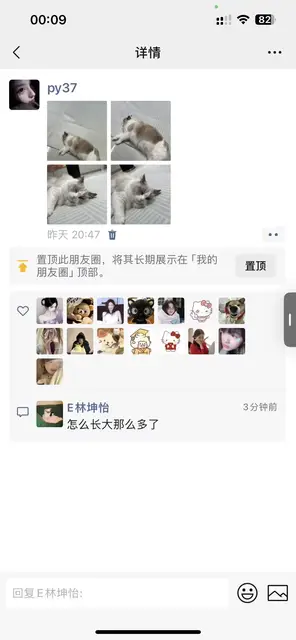 00:09
82
详情
py37
昨天 20:47
置顶此朋友圈，将其长期展示在「我的
朋友圈」顶部。
置顶
E林坤怡
3分钟前
怎么长大那么多了
回复E林坤怡: